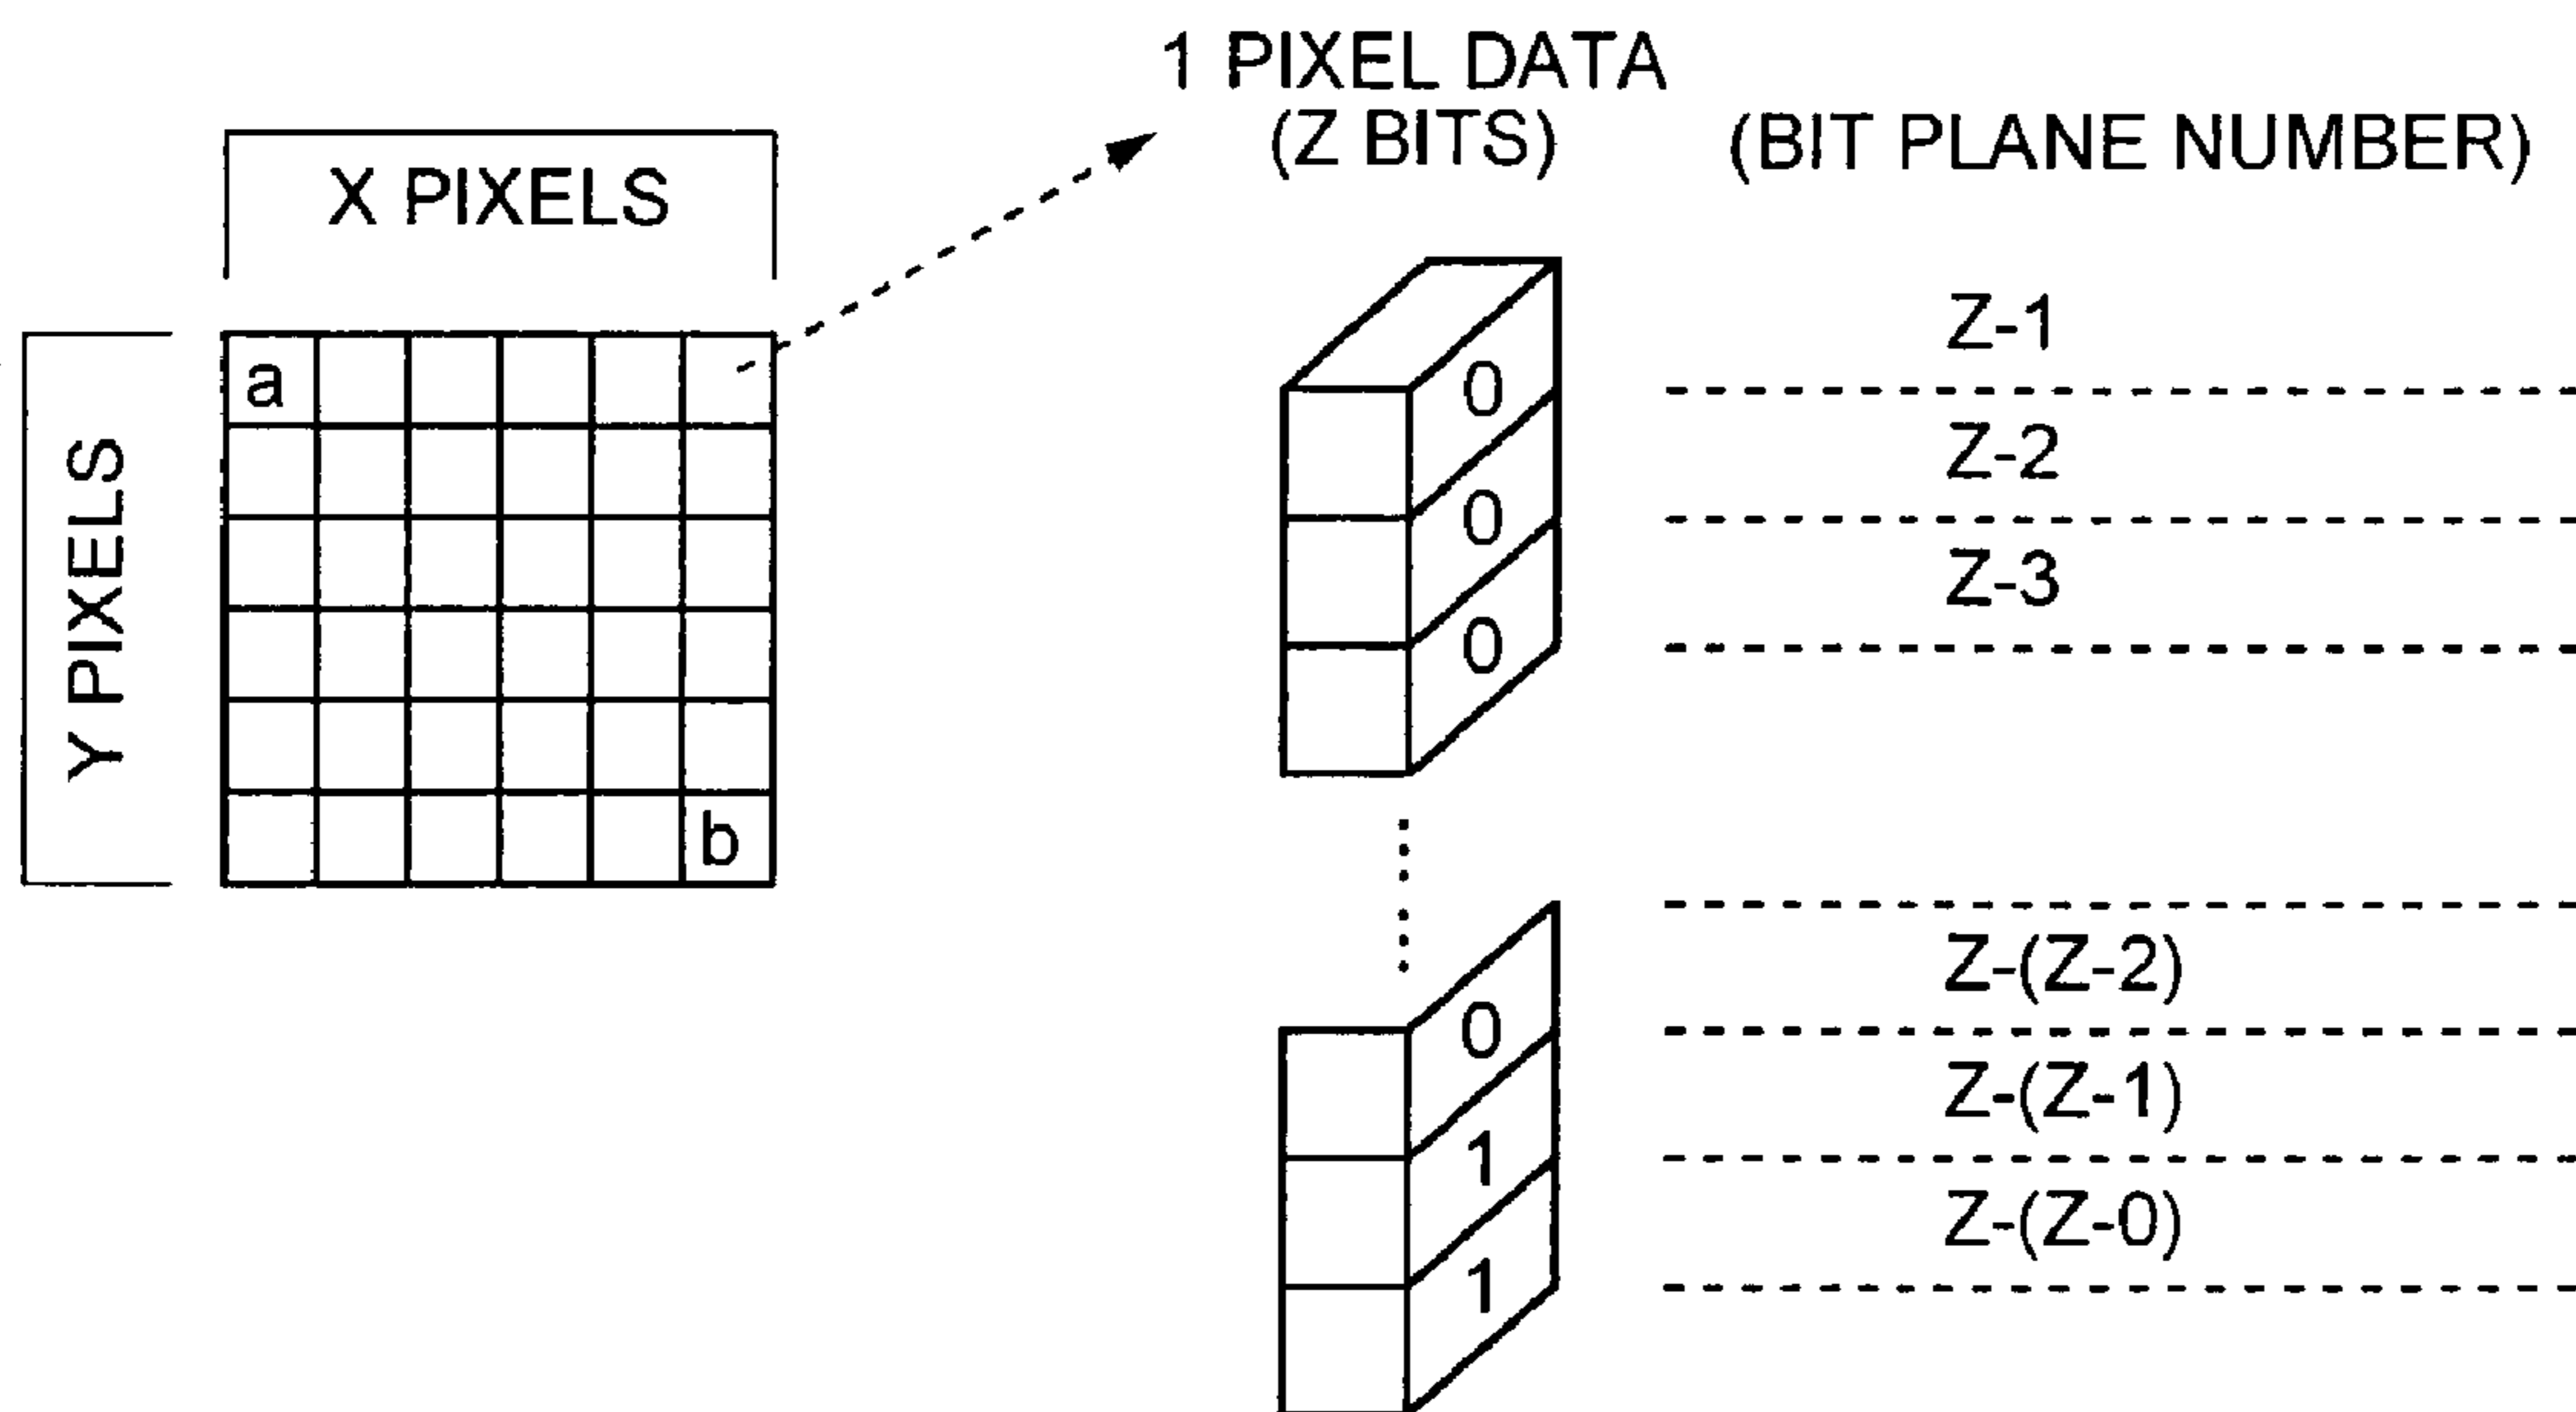 1 PIXEL DATA
(Z BITS)
(BIT PLANE NUMBER)
X PIXELS
Y PIXELS
a
b
0
0
0
0
1
1
Z-1
Z-2
Z-3
Z-(Z-2)
Z-(Z-1)
Z-(Z-0)